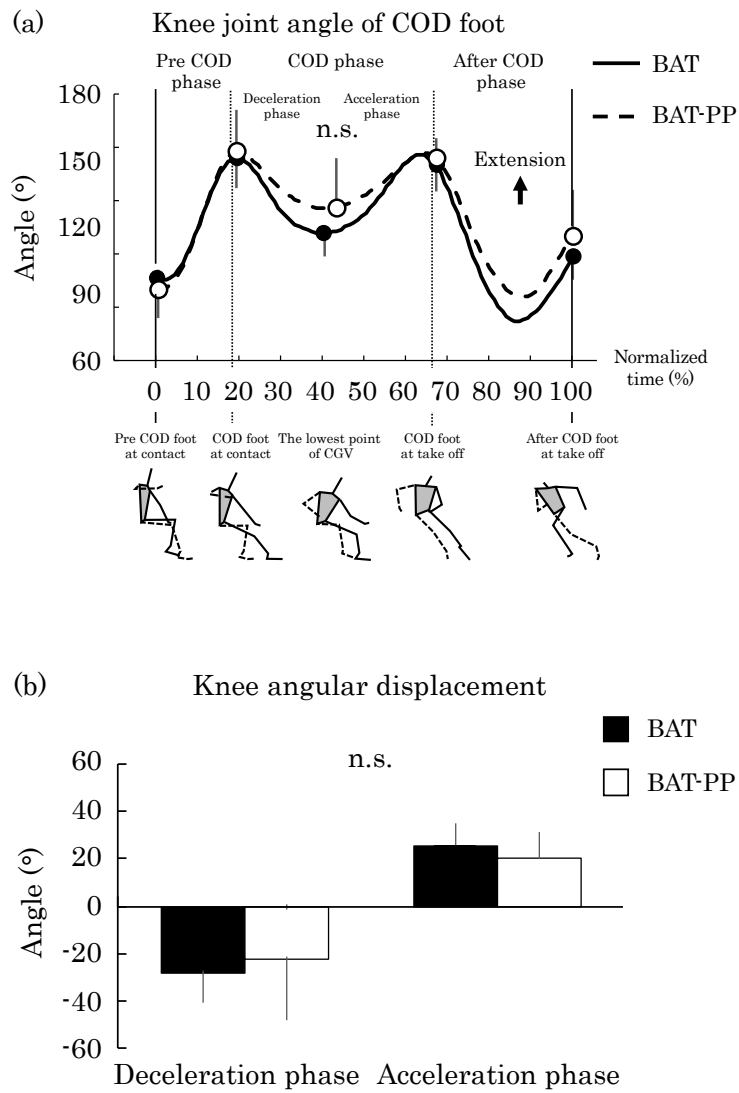 (a) Knee joint angle of COD foot
Pre COD phase
COD phase
After COD phase
BAT
BAT-PP
Deceleration phase
Acceleration phase
n.s.
Extension
Angle (°)
180
150
120
90
60
0 10 20 30 40 50 60 70 80 90 100
Normalized time (%)
Pre COD foot at contact
COD foot at contact
The lowest point of CGV
COD foot at take off
After COD foot at take off
(b) Knee angular displacement
BAT
BAT-PP
n.s.
Angle (°)
60
40
20
0
-20
-40
-60
Deceleration phase Acceleration phase